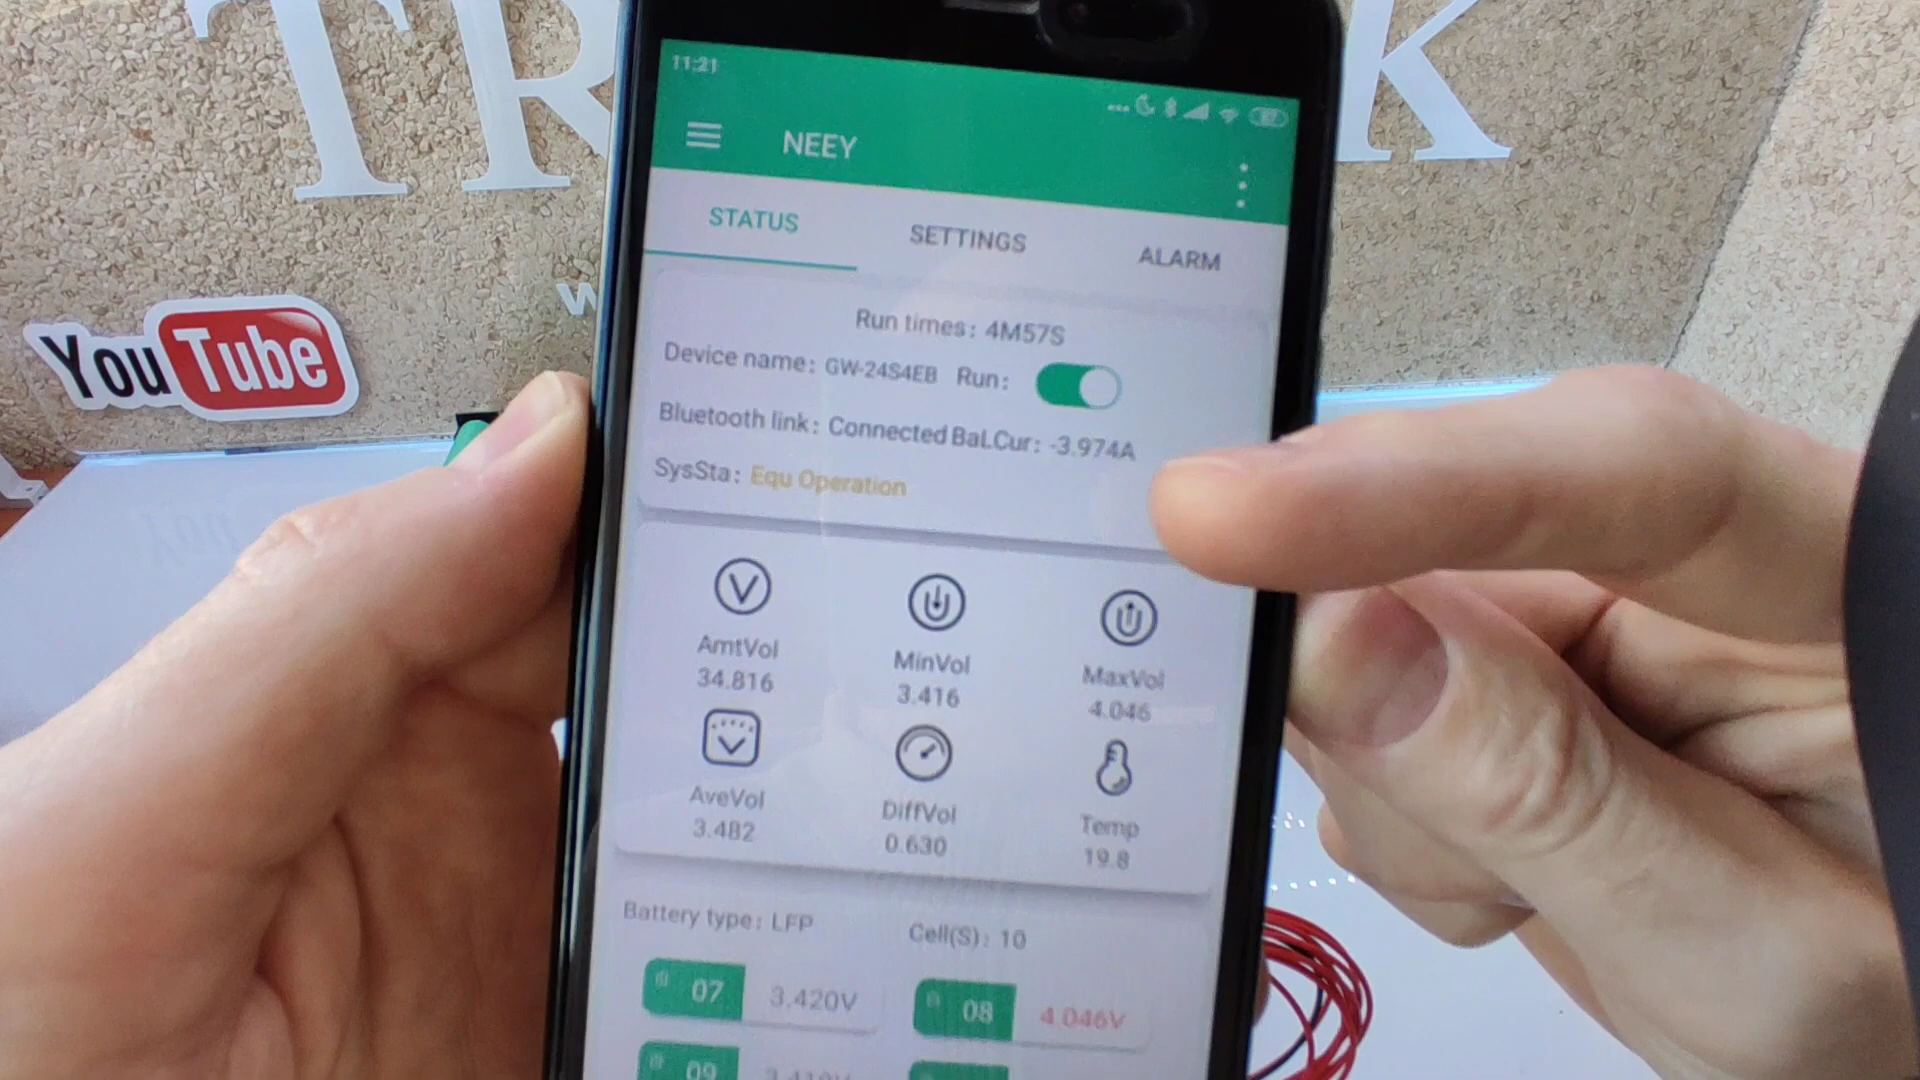 TR K
YouTube
w
11:21
NEEY
STATUS SETTINGS ALARM
Run times: 4M57S
Device name: GW-24S4EB Run:
Bluetooth link: Connected Bal.Cur: -3.974A
SysSta: Equ Operation
AmtVol MinVol MaxVol
34.816 3.416 4.046
AveVol DiffVol Temp
3.482 0.630 19.8
Battery type: LFP Cell(S): 10
07 3.420V 08 4.046V
09